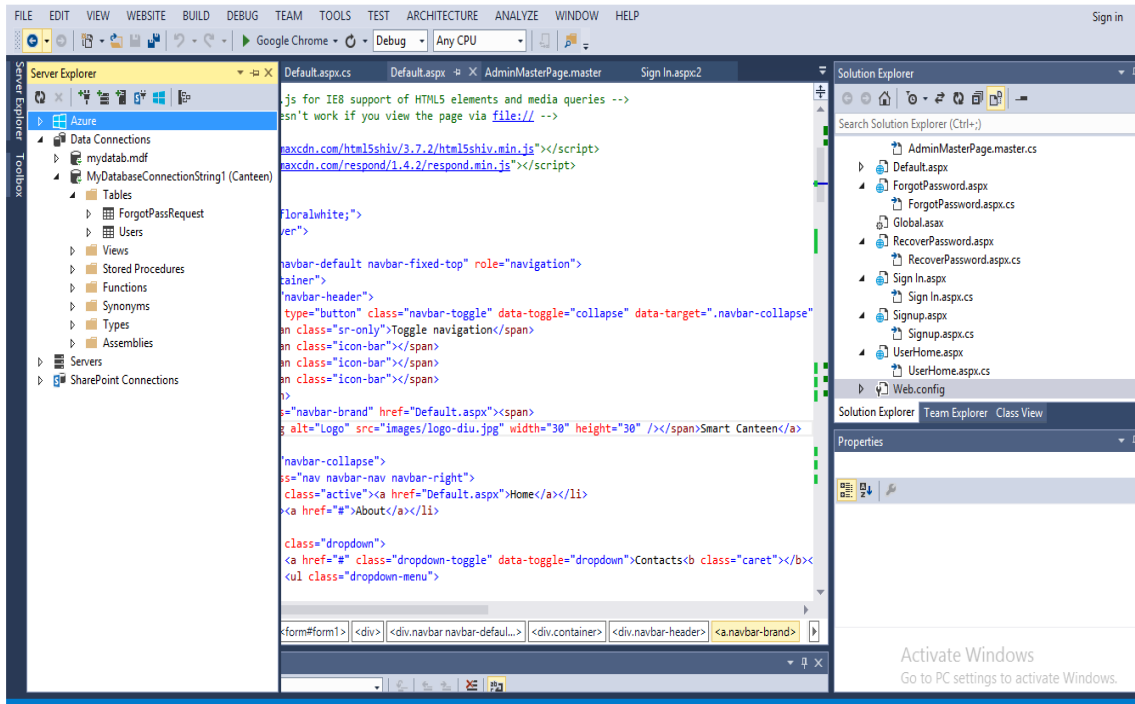 FILE EDIT VIEW WEBSITE BUILD DEBUG TEAM TOOLS TEST ARCHITECTURE ANALYZE WINDOW HELP
Sign in
Google Chrome Debug Any CPU
Server Explorer
Toolbox
Server Explorer
Azure
Data Connections
mydatab.mdf
MyDatabaseConnectionString1 (Canteen)
Tables
ForgotPassRequest
Users
Views
Stored Procedures
Functions
Synonyms
Types
Assemblies
Servers
SharePoint Connections
Default.aspx.cs Default.aspx AdminMasterPage.master Sign In.aspx:2
.js for IE8 support of HTML5 elements and media queries -->
esn't work if you view the page via file:// -->
maxcdn.com/html5shiv/3.7.2/html5shiv.min.js"></script>
maxcdn.com/respond/1.4.2/respond.min.js"></script>
floralwhite;">
ver">
navbar-default navbar-fixed-top" role="navigation">
tainer">
"navbar-header">
type="button" class="navbar-toggle" data-toggle="collapse" data-target=".navbar-collapse"
an class="sr-only">Toggle navigation</span>
an class="icon-bar"></span>
an class="icon-bar"></span>
an class="icon-bar"></span>
n>
s="navbar-brand" href="Default.aspx"><span>
g alt="Logo" src="images/logo-diu.jpg" width="30" height="30" /></span>Smart Canteen</a>
"navbar-collapse">
ss="nav navbar-nav navbar-right">
class="active"><a href="Default.aspx">Home</a></li>
><a href="#">About</a></li>
class="dropdown">
<a href="#" class="dropdown-toggle" data-toggle="dropdown">Contacts<b class="caret"></b><
<ul class="dropdown-menu">
<form#form1> <div> <div.navbar navbar-defaul...> <div.container> <div.navbar-header> <a.navbar-brand>
Solution Explorer
Search Solution Explorer (Ctrl+;)
AdminMasterPage.master.cs
Default.aspx
ForgotPassword.aspx
ForgotPassword.aspx.cs
Global.asax
RecoverPassword.aspx
RecoverPassword.aspx.cs
Sign In.aspx
Sign In.aspx.cs
Signup.aspx
Signup.aspx.cs
UserHome.aspx
UserHome.aspx.cs
Web.config
Solution Explorer Team Explorer Class View
Properties
Activate Windows
Go to PC settings to activate Windows.